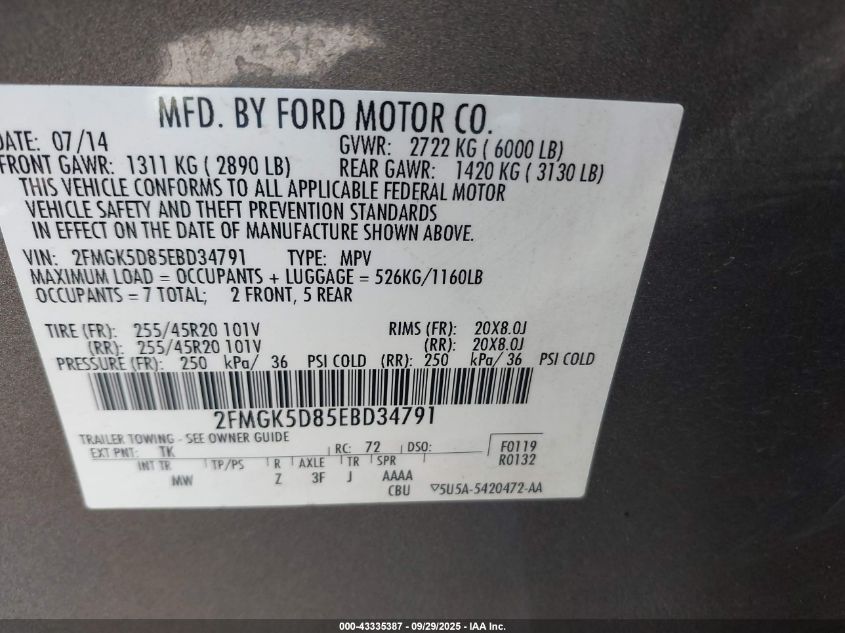 MFD. BY FORD MOTOR CO.
DATE: 07/14 GVWR: 2722 KG ( 6000 LB)
FRONT GAWR: 1311 KG ( 2890 LB) REAR GAWR: 1420 KG ( 3130 LB)
THIS VEHICLE CONFORMS TO ALL APPLICABLE FEDERAL MOTOR
VEHICLE SAFETY AND THEFT PREVENTION STANDARDS
IN EFFECT ON THE DATE OF MANUFACTURE SHOWN ABOVE.
VIN: 2FMGK5D85EBD34791 TYPE: MPV
MAXIMUM LOAD = OCCUPANTS + LUGGAGE = 526KG/1160LB
OCCUPANTS = 7 TOTAL; 2 FRONT, 5 REAR
TIRE (FR): 255/45R20 101V RIMS (FR): 20X8.0J
(RR): 255/45R20 101V (RR): 20X8.0J
PRESSURE (FR): 250 kPa/ 36 PSI COLD (RR): 250 kPa/ 36 PSI COLD
2FMGK5D85EBD34791
TRAILER TOWING - SEE OWNER GUIDE
EXT PNT: TK RC: 72 DSO: F0119
R0132
INT TR TP/PS R AXLE TR SPR
MW Z 3F J AAAA
CBU ▽5U5A-5420472-AA
000-43335387 - 09/29/2025 - IAA Inc.